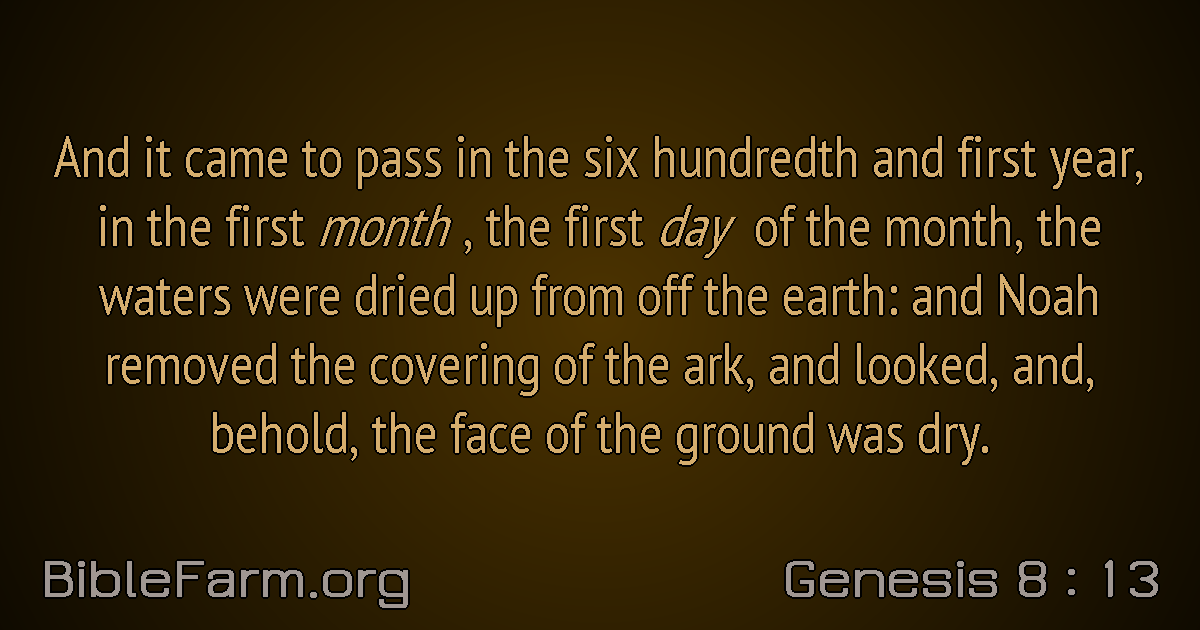 And it came to pass in the six hundredth and first year,
in the first month , the first day of the month, the
waters were dried up from off the earth: and Noah
removed the covering of the ark, and looked, and,
behold, the face of the ground was dry.
BibleFarm.org
Genesis 8 : 13